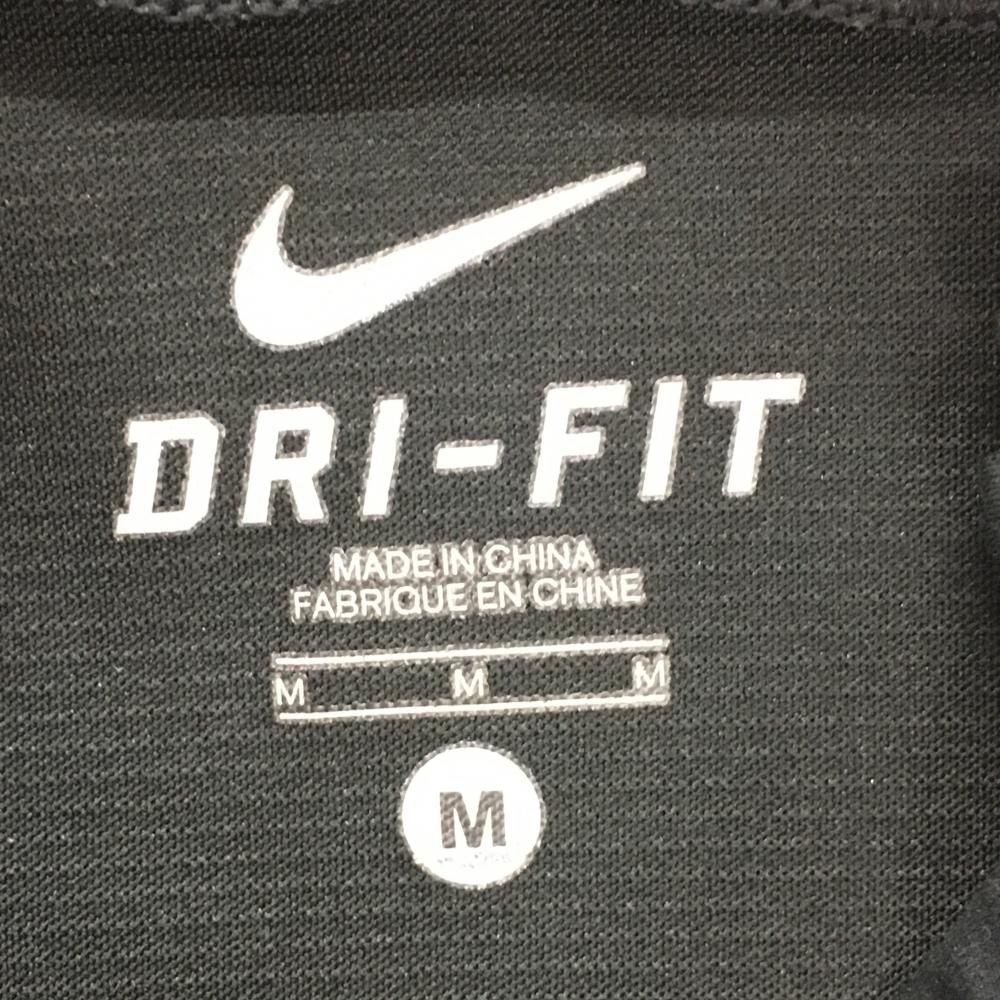 DRI-FIT
MADE IN CHINA
FABRIQUE EN CHINE
M M M
M